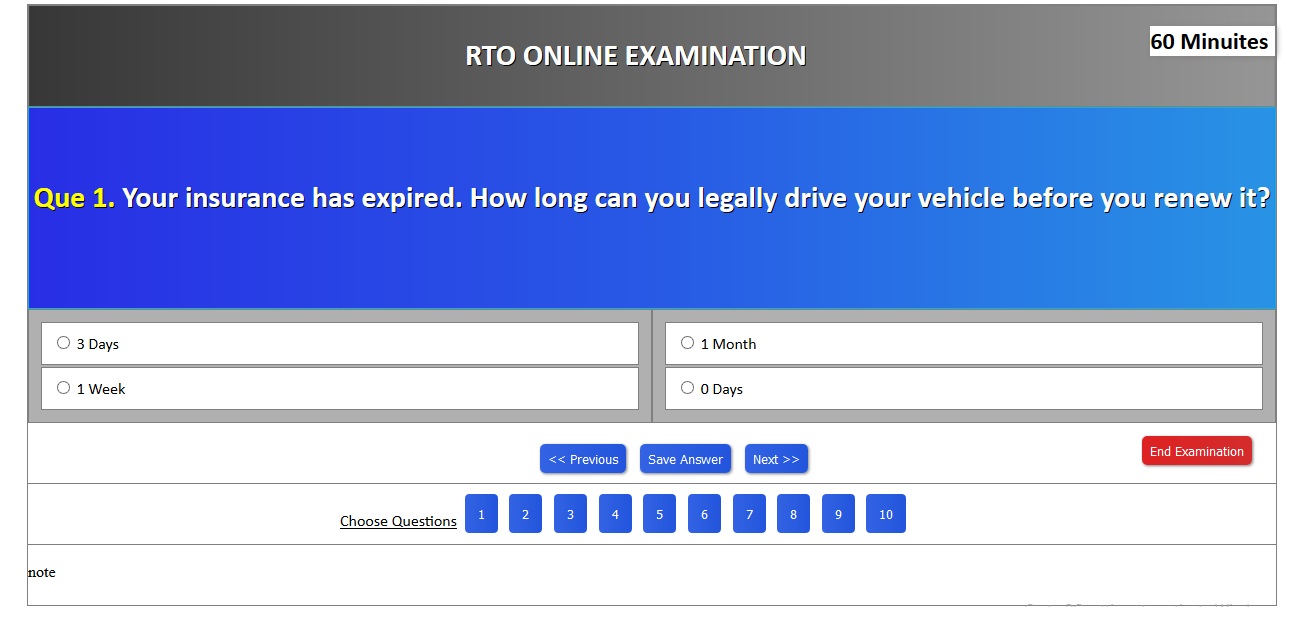 RTO ONLINE EXAMINATION
60 Minuites
Que 1. Your insurance has expired. How long can you legally drive your vehicle before you renew it?
3 Days
1 Month
1 Week
0 Days
<< Previous
Save Answer
Next >>
End Examination
Choose Questions 1 2 3 4 5 6 7 8 9 10
note